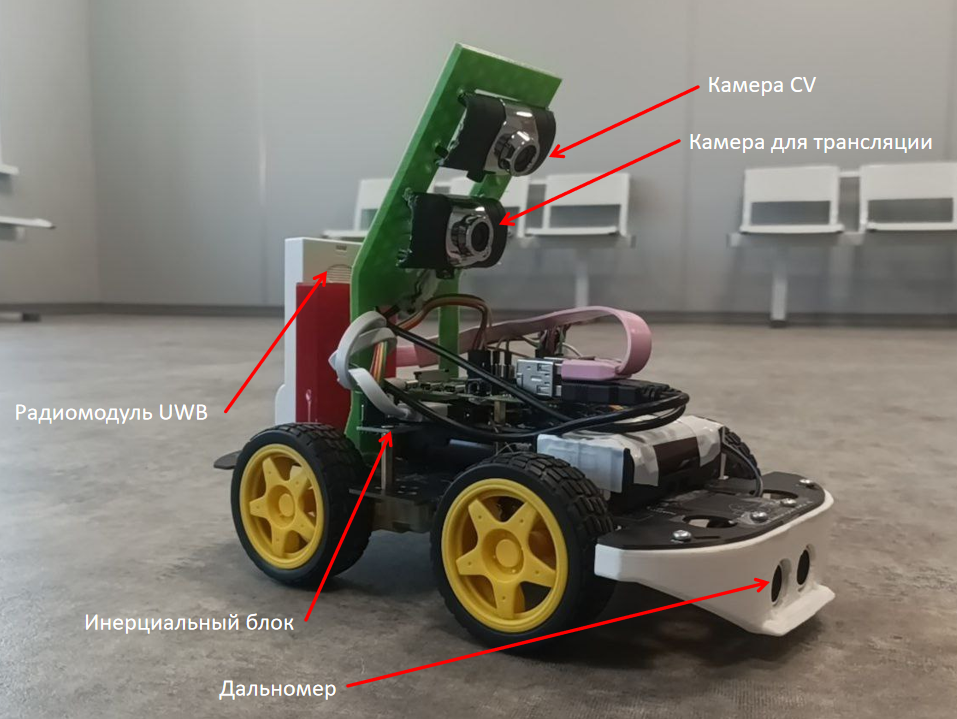 Камера CV
Камера для трансляции
Радиомодуль UWB
Инерциальный блок
Дальномер